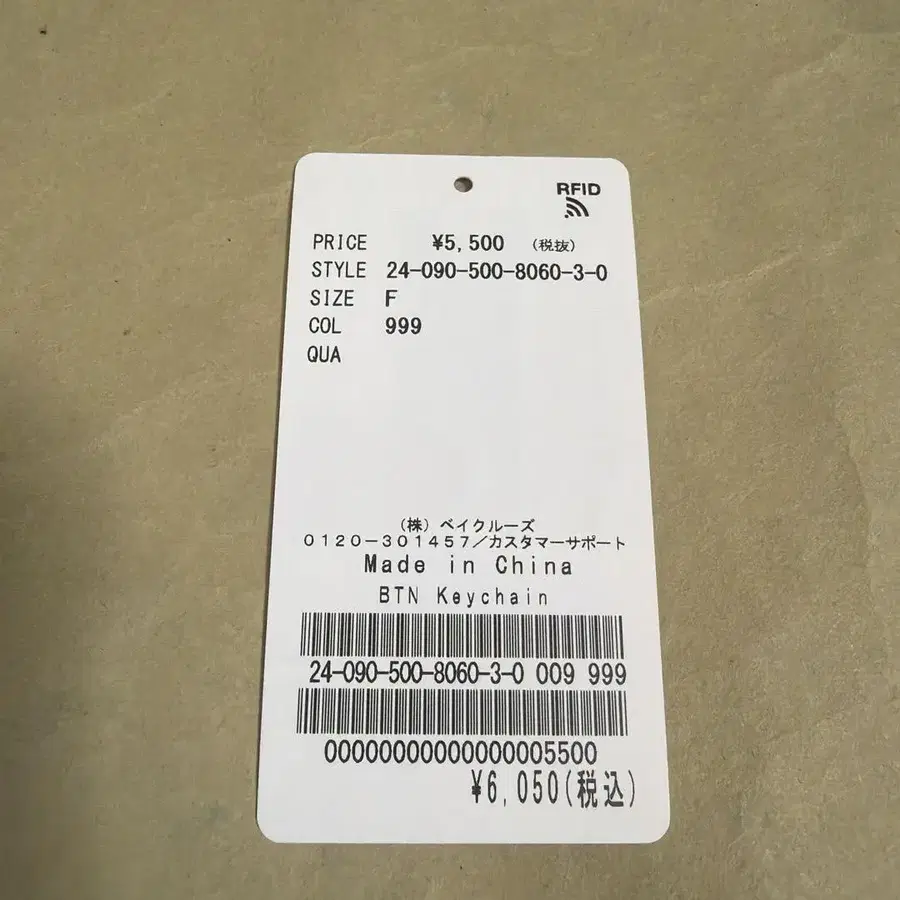 RFID
PRICE ¥5,500 (税抜)
STYLE 24-090-500-8060-3-0
SIZE F
COL 999
QUA
(株)ベイクルーズ
0120-301457/カスタマーサポート
Made in China
BTN Keychain
24-090-500-8060-3-0 009 999
00000000000000005500
¥6,050(税込)